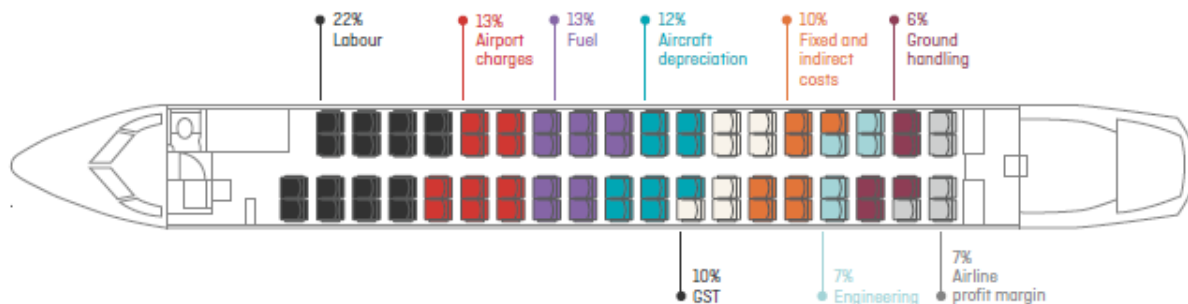 22%
Labour
13%
Airport
charges
13%
Fuel
12%
Aircraft
depreciation
10%
Fixed and
indirect
costs
6%
Ground
handling
10%
GST
7%
Engineering
7%
Airline
profit margin